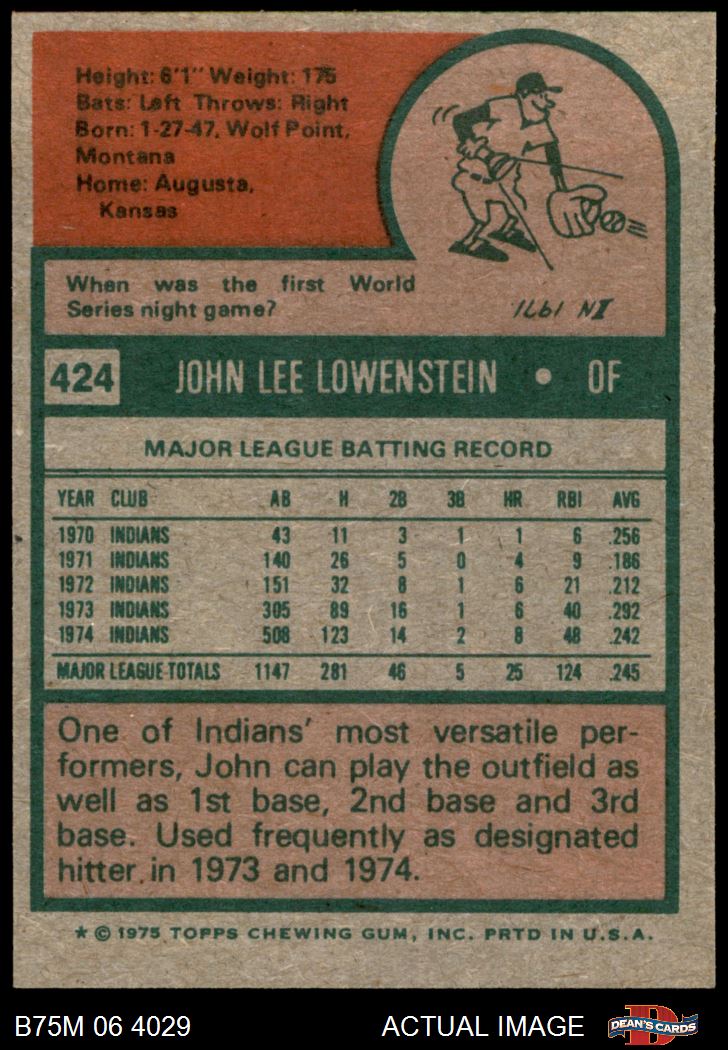 Height: 6'1" Weight: 175
Bats: Left Throws: Right
Born: 1-27-47, Wolf Point,
Montana
Home: Augusta,
Kansas
When was the first World
Series night game?
IN 1971
424 JOHN LEE LOWENSTEIN • OF
MAJOR LEAGUE BATTING RECORD
YEAR CLUB AB H 2B 3B HR RBI AVG
1970 INDIANS 43 11 3 1 1 6 .256
1971 INDIANS 140 26 5 0 4 9 .186
1972 INDIANS 151 32 8 1 6 21 .212
1973 INDIANS 305 89 16 1 6 40 .292
1974 INDIANS 508 123 14 2 8 48 .242
MAJOR LEAGUE TOTALS 1147 281 46 5 25 124 .245
One of Indians' most versatile per-
formers, John can play the outfield as
well as 1st base, 2nd base and 3rd
base. Used frequently as designated
hitter in 1973 and 1974.
* © 1975 TOPPS CHEWING GUM, INC. PRTD IN U.S.A.
B75M 06 4029 ACTUAL IMAGE DEAN'S CARDS